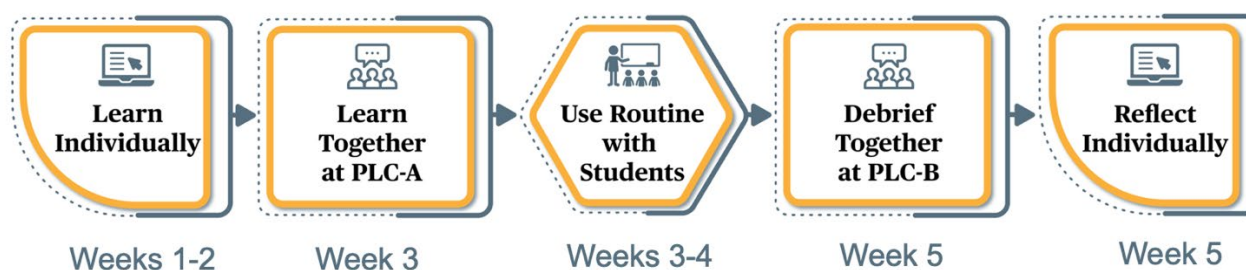 Learn
Individually
Learn
Together
at PLC-A
Use Routine
with
Students
Debrief
Together
at PLC-B
Reflect
Individually
Weeks 1-2
Week 3
Weeks 3-4
Week 5
Week 5